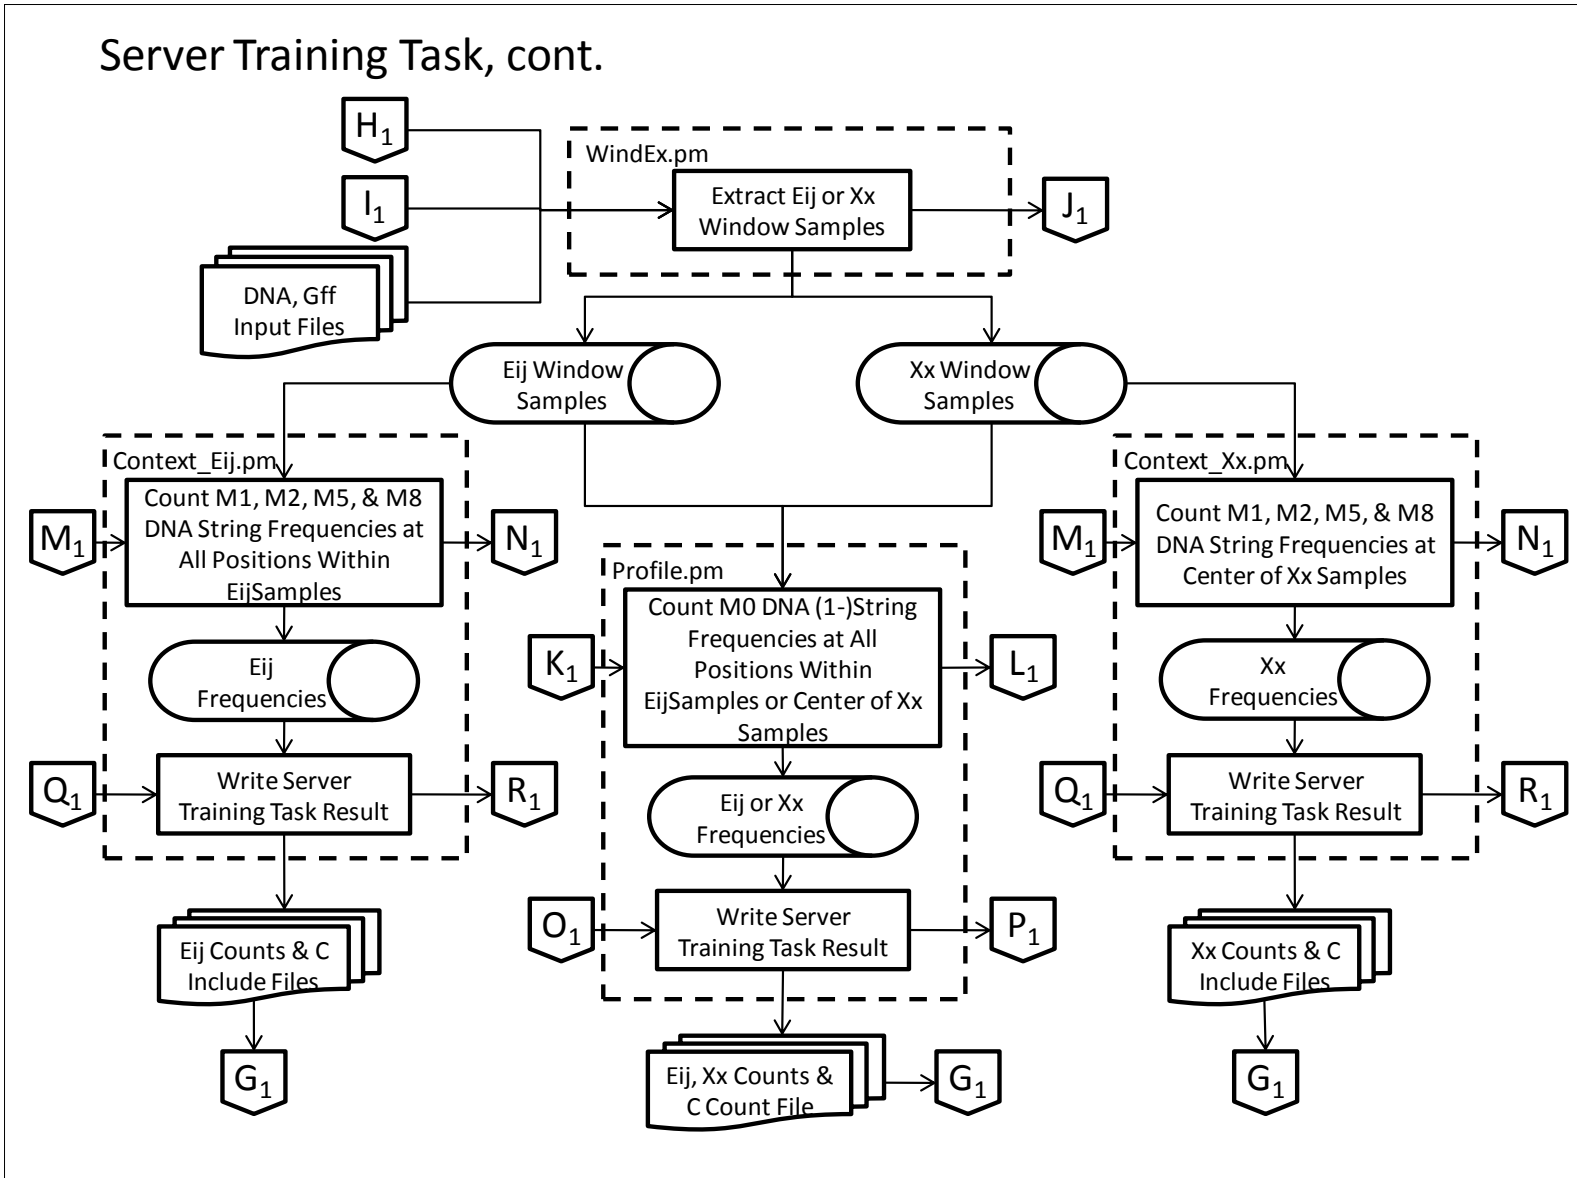 Server Training Task, cont.
H1
WindEx.pm
I1
Extract Eij or Xx
Window Samples
J1
DNA, Gff
Input Files
Eij Window
Samples
Xx Window
Samples
Context_Eij.pm
Count M1, M2, M5, & M8
DNA String Frequencies at
All Positions Within
EijSamples
M1
N1
Eij
Frequencies
Q1
Write Server
Training Task Result
R1
Eij Counts & C
Include Files
G1
Profile.pm
Count M0 DNA (1-)String
Frequencies at All
Positions Within
EijSamples or Center of Xx
Samples
K1
L1
Eij or Xx
Frequencies
O1
Write Server
Training Task Result
P1
Eij, Xx Counts &
C Count File
G1
Context_Xx.pm
Count M1, M2, M5, & M8
DNA String Frequencies at
Center of Xx Samples
M1
N1
Xx
Frequencies
Q1
Write Server
Training Task Result
R1
Xx Counts & C
Include Files
G1